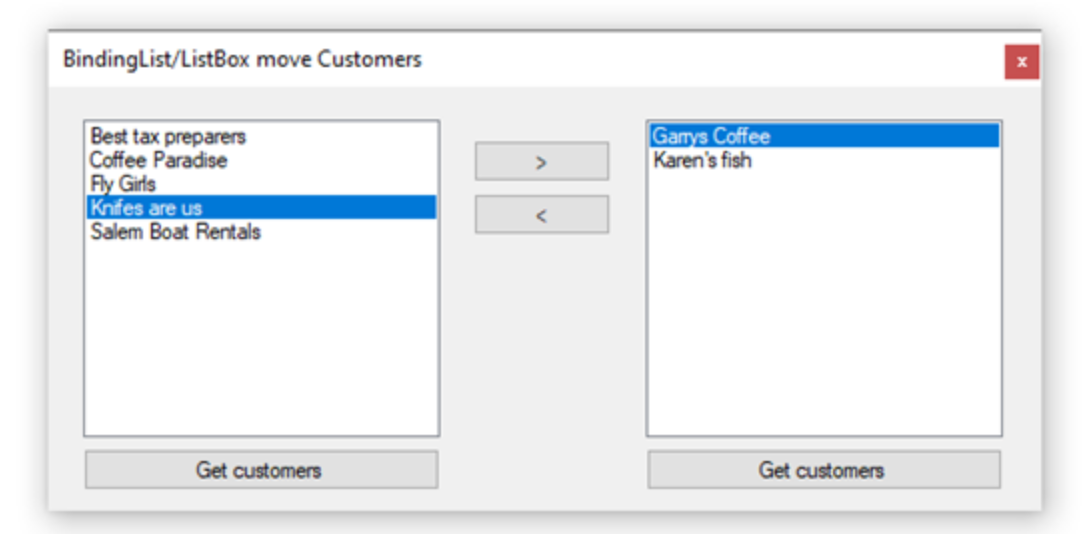 BindingList/ListBox move Customers
x
Best tax preparers
Coffee Paradise
Fly Girls
Knifes are us
Salem Boat Rentals
>
<
Garrys Coffee
Karen's fish
Get customers
Get customers